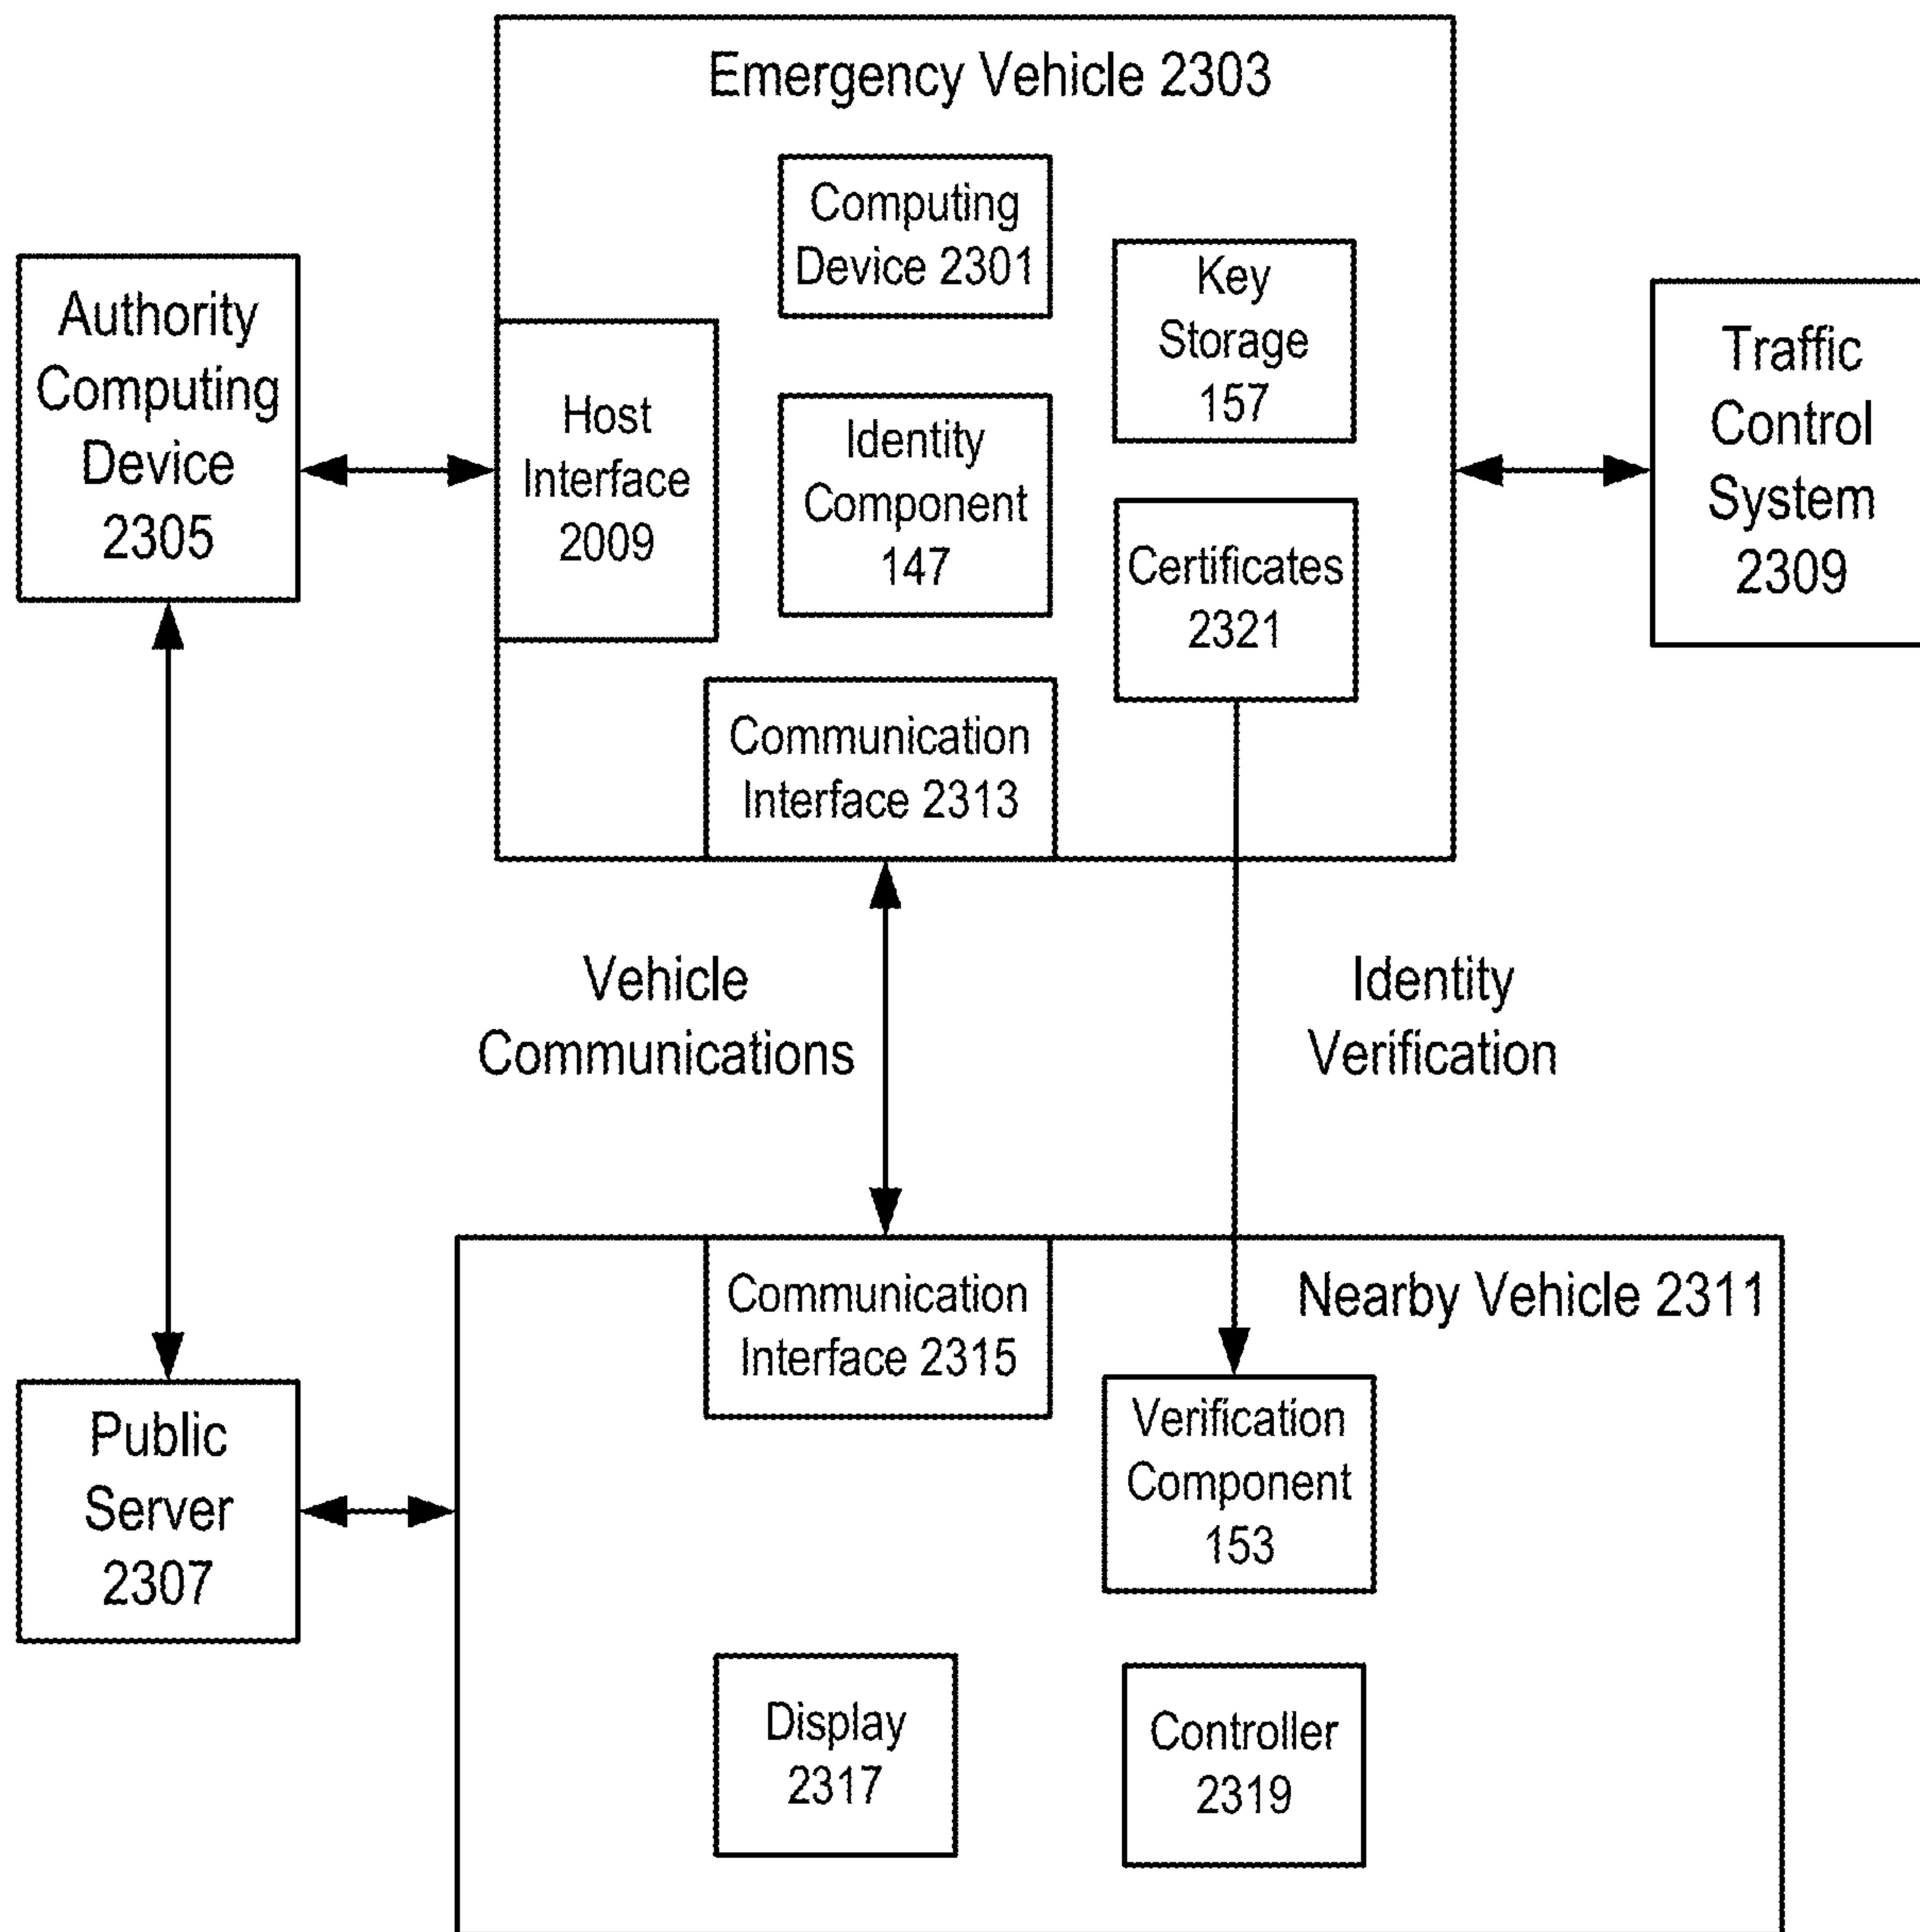 Emergency Vehicle 2303
Computing
Device 2301
Key
Storage
157
Authority
Computing
Device
2305
Host
Interface
2009
Identity
Component
147
Certificates
2321
Traffic
Control
System
2309
Communication
Interface 2313
Vehicle
Communications
Identity
Verification
Communication
Interface 2315
Nearby Vehicle 2311
Verification
Component
153
Public
Server
2307
Display
2317
Controller
2319